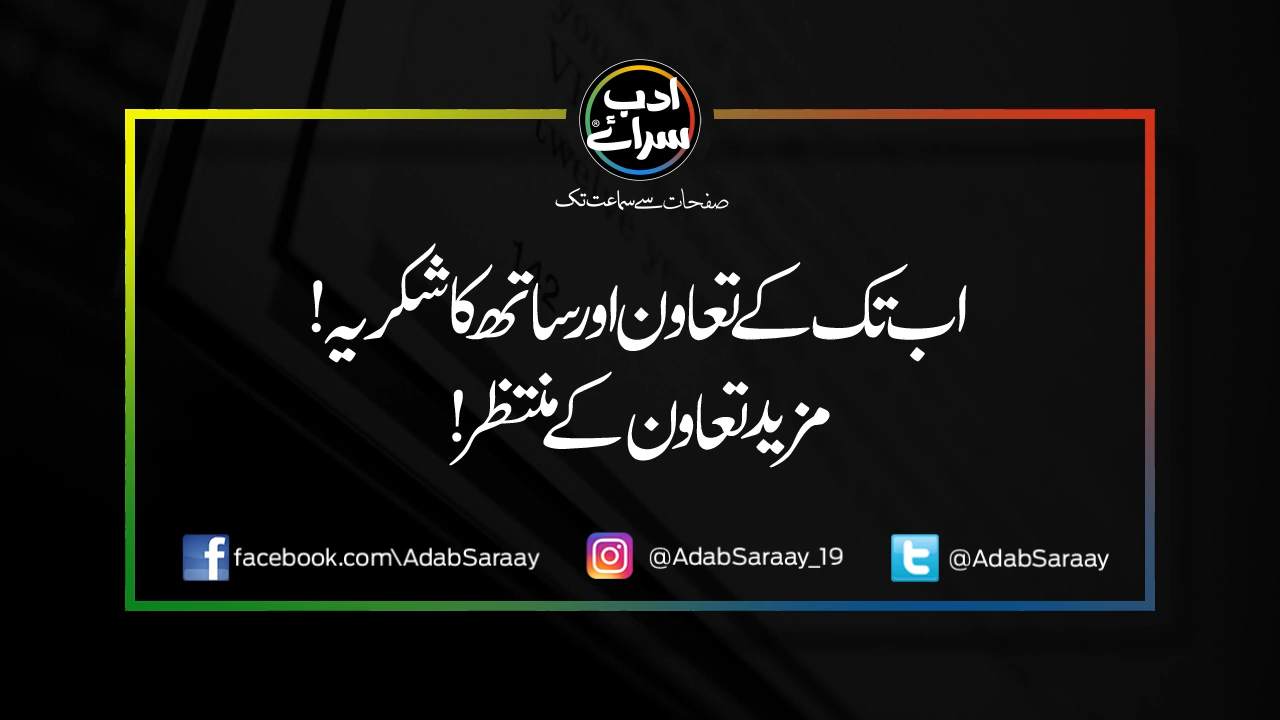 ادب
سرائے®
صفحات سے سماعت تک
اب تک کے تعاون اور ساتھ کا شکریہ!
مزید تعاون کے منتظر!
facebook.com\AdabSaraay
@AdabSaraay_19
@AdabSaraay